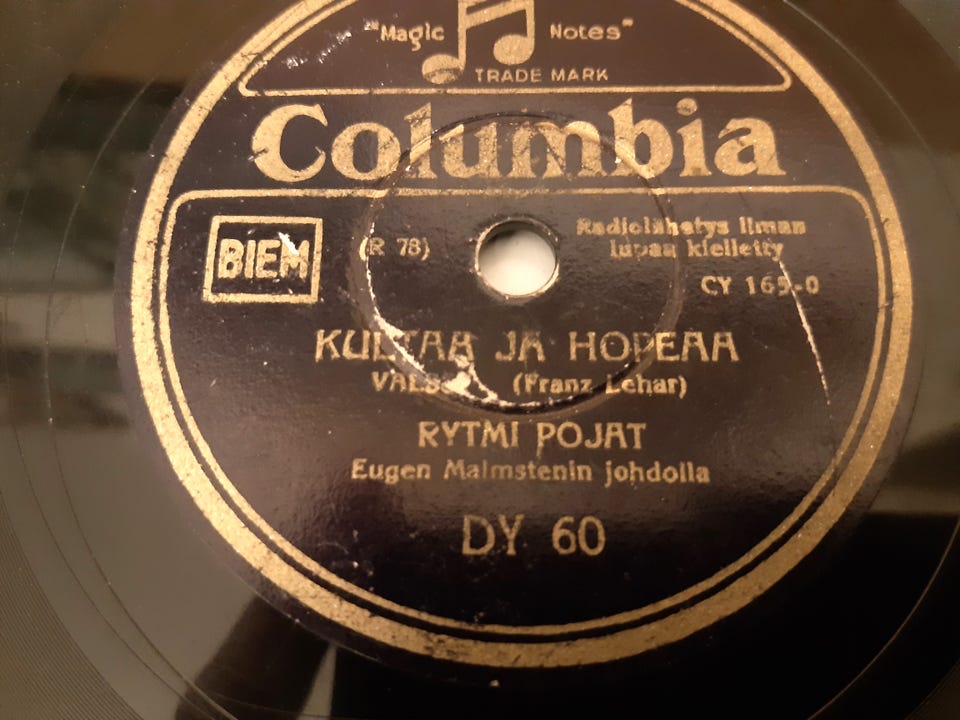 "Magic Notes"
TRADE MARK
Columbia
BIEM
(R 78)
Radiolähetys ilman
lupaa kielletty
CY 165-0
KULTAA JA HOPEAA
(Franz Lehar)
RYTMI POJAT
Eugen Malmstenin johdolla
DY 60